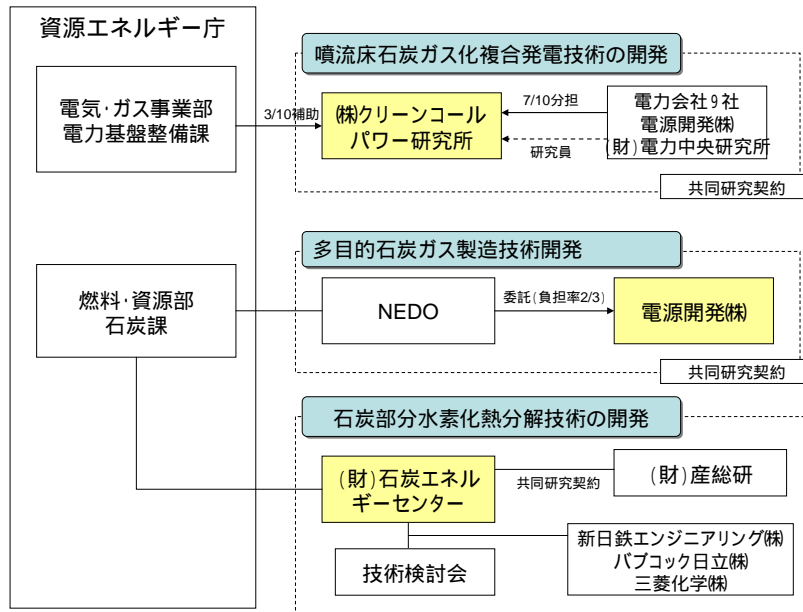 資源エネルギー庁
電気・ガス事業部
電力基盤整備課
3/10補助
噴流床石炭ガス化複合発電技術の開発
㈱クリーンコール
パワー研究所
7/10分担
研究員
電力会社9社
電源開発㈱
(財)電力中央研究所
共同研究契約
燃料・資源部
石炭課
多目的石炭ガス製造技術開発
NEDO
委託(負担率2/3)
電源開発㈱
共同研究契約
石炭部分水素化熱分解技術の開発
(財)石炭エネル
ギーセンター
共同研究契約
(財)産総研
技術検討会
新日鉄エンジニアリング㈱
バブコック日立㈱
三菱化学㈱